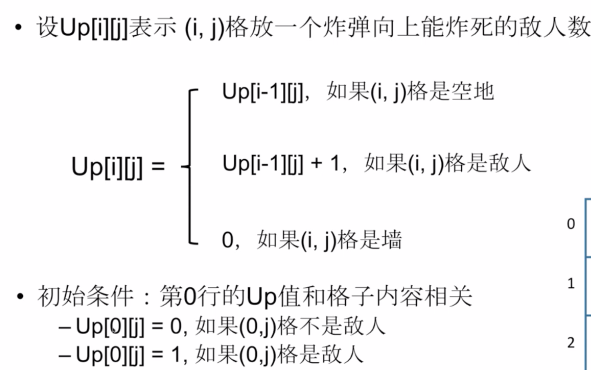 • 设Up[i][j]表示 (i, j)格放一个炸弹向上能炸死的敌人数
Up[i-1][j], 如果(i, j)格是空地
Up[i][j] =
Up[i-1][j] + 1, 如果(i, j)格是敌人
0, 如果(i, j)格是墙
• 初始条件：第0行的Up值和格子内容相关
– Up[0][j] = 0, 如果(0,j)格不是敌人
– Up[0][j] = 1, 如果(0,j)格是敌人
0
1
2